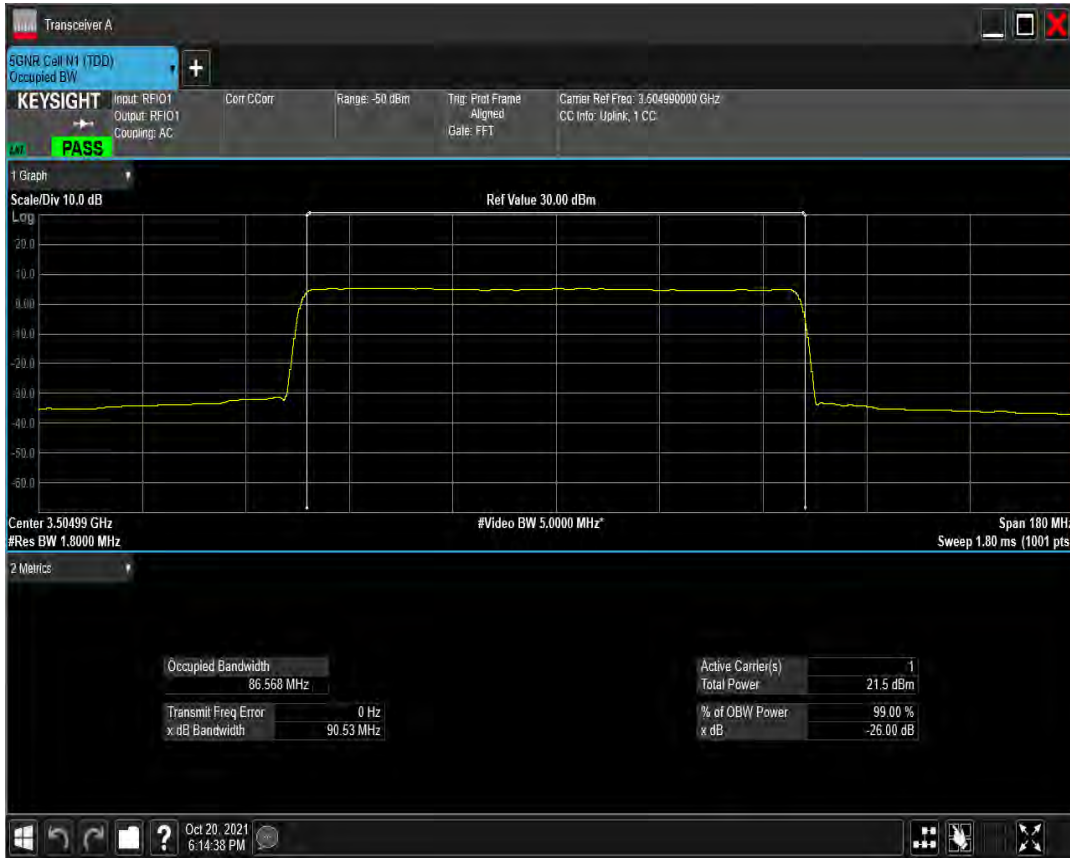 Transceiver A
5GNR Cell N1 (TDD)
Occupied BW
+
KEYSIGHT
Input: RFIO1
Output: RFIO1
Coupling: AC
PASS
Corr CCorr
Range: -50 dBm
Trig: Prot Frame
Aligned
Gate: FFT
Carrier Ref Freq: 3.504990000 GHz
CC Info: Uplink, 1 CC
1 Graph
Scale/Div 10.0 dB
Ref Value 30.00 dBm
Log
20.0
10.0
0.00
-10.0
-20.0
-30.0
-40.0
-50.0
-60.0
Center 3.50499 GHz
#Video BW 5.0000 MHz*
Span 180 MHz
#Res BW 1.8000 MHz
Sweep 1.80 ms (1001 pts
2 Metrics
Occupied Bandwidth
86.568 MHz
Transmit Freq Error 0 Hz
x dB Bandwidth 90.53 MHz
Active Carrier(s) 1
Total Power 21.5 dBm
% of OBW Power 99.00 %
x dB -26.00 dB
?
Oct 20, 2021
6:14:38 PM